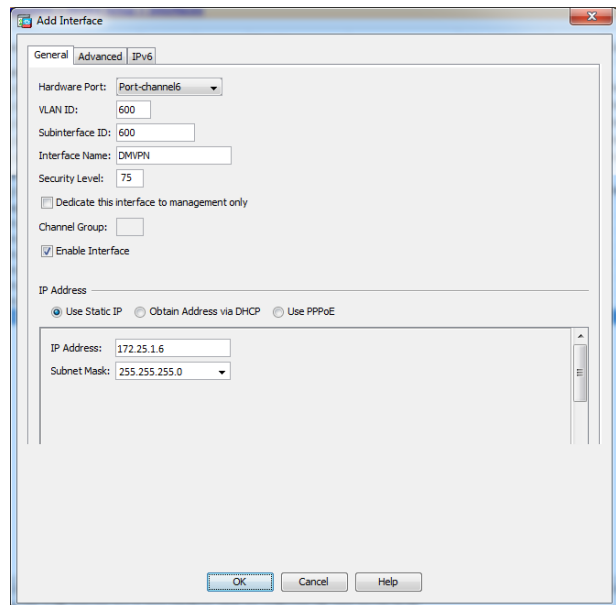 Add Interface
General Advanced IPv6
Hardware Port: Port-channel6
VLAN ID: 600
Subinterface ID: 600
Interface Name: DMVPN
Security Level: 75
Dedicate this interface to management only
Channel Group:
Enable Interface
IP Address
Use Static IP Obtain Address via DHCP Use PPPoE
IP Address: 172.25.1.6
Subnet Mask: 255.255.255.0
OK Cancel Help